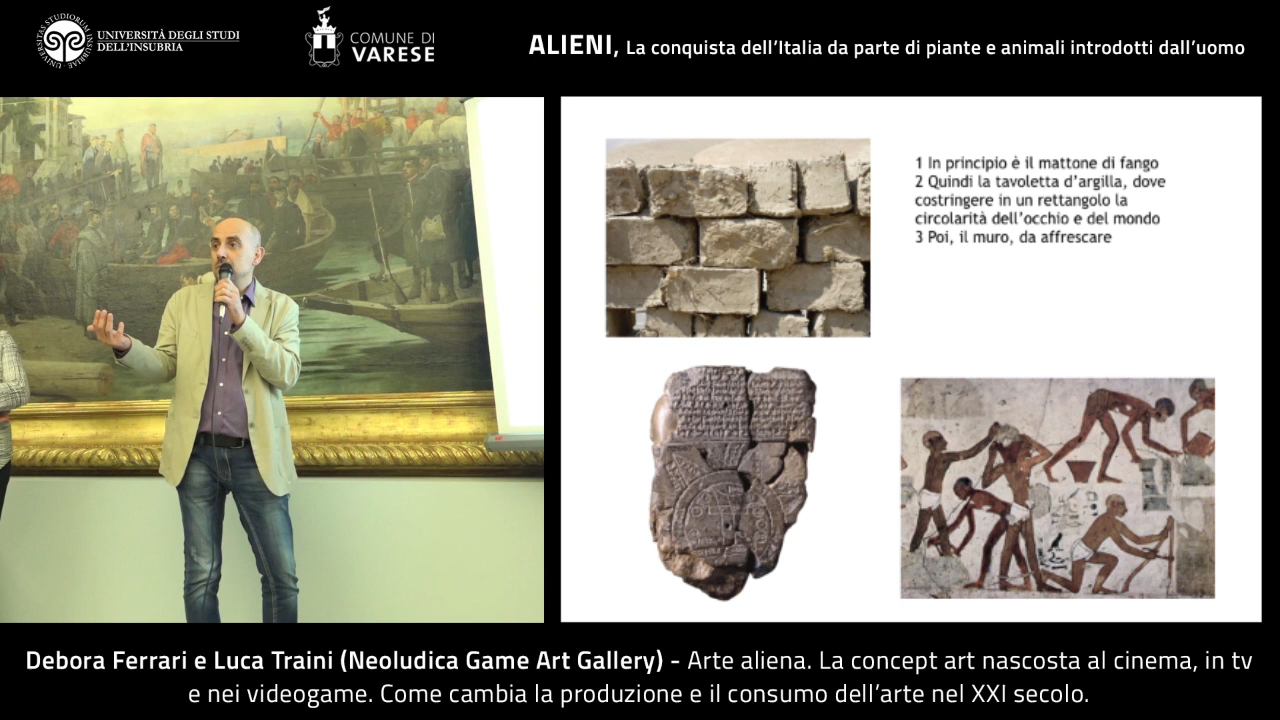 UNIVERSITÀ DEGLI STUDI
DELL'INSUBRIA
COMUNE DI
VARESE
ALIENI, La conquista dell'Italia da parte di piante e animali introdotti dall'uomo
1 In principio è il mattone di fango
2 Quindi la tavoletta d'argilla, dove
costringere in un rettangolo la
circolarità dell'occhio e del mondo
3 Poi, il muro, da affrescare
Debora Ferrari e Luca Traini (Neoludica Game Art Gallery) - Arte aliena. La concept art nascosta al cinema, in tv
e nei videogame. Come cambia la produzione e il consumo dell'arte nel XXI secolo.